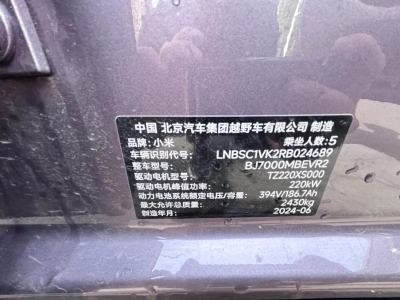 中国 北京汽车集团越野车有限公司 制造
品牌：小米 乘坐人数：5
车辆识别代号： LNBSC1VK2RB024689
整车型号： BJ7000MBEVR2
驱动电机型号： TZ220XS000
驱动电机峰值功率： 220kW
动力电池系统额定电压/容量： 394V/186.7Ah
最大允许总质量： 2430kg
制造年月： 2024-06